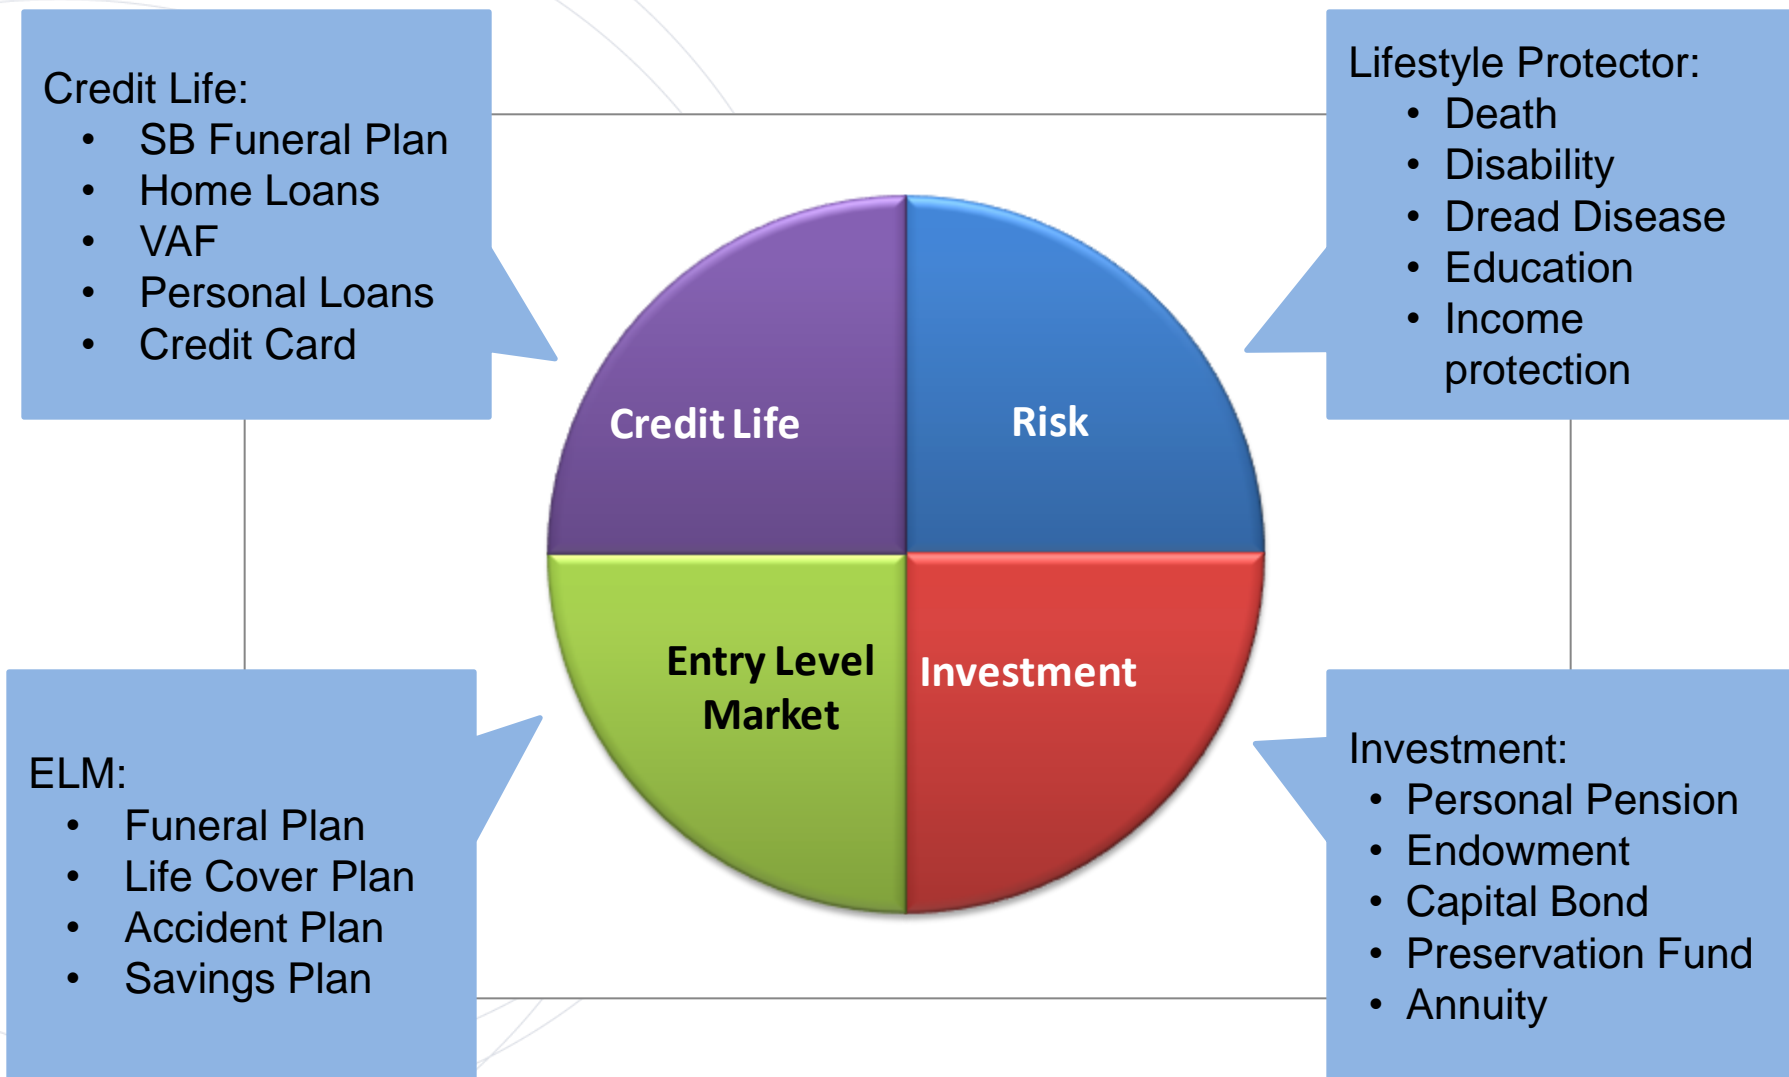 Credit Life:
• SB Funeral Plan
• Home Loans
• VAF
• Personal Loans
• Credit Card
Lifestyle Protector:
• Death
• Disability
• Dread Disease
• Education
• Income
protection
Credit Life
Risk
Entry Level
Market
Investment
ELM:
• Funeral Plan
• Life Cover Plan
• Accident Plan
• Savings Plan
Investment:
• Personal Pension
• Endowment
• Capital Bond
• Preservation Fund
• Annuity